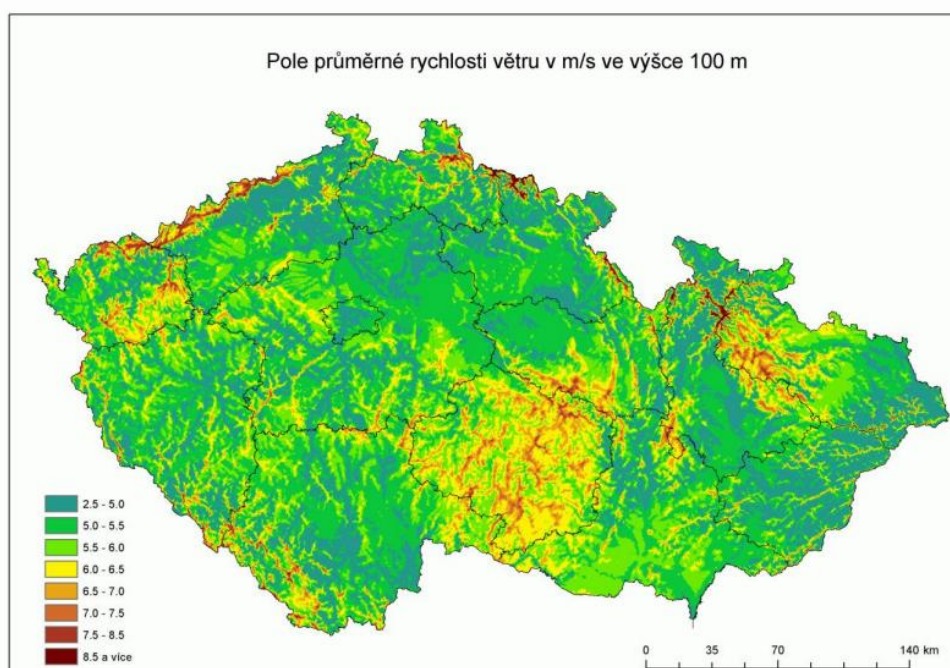 Pole průměrné rychlosti větru v m/s ve výšce 100 m
2.5 - 5.0
5.0 - 5.5
5.5 - 6.0
6.0 - 6.5
6.5 - 7.0
7.0 - 7.5
7.5 - 8.5
8.5 a více
0 35 70 140 km